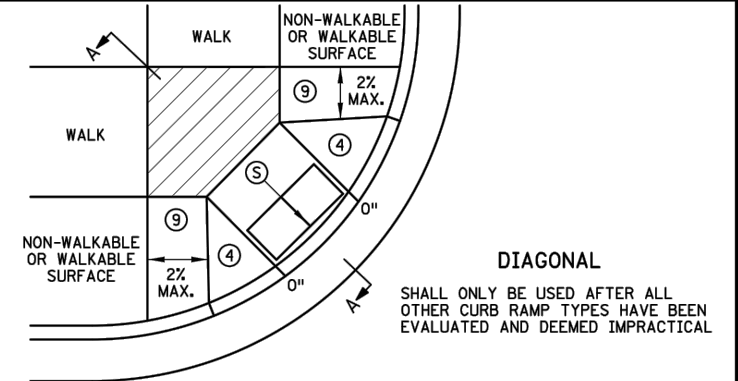 WALK
NON-WALKABLE
OR WALKABLE
SURFACE
A
9
2%
MAX.
WALK
4
S
0"
NON-WALKABLE
OR WALKABLE
SURFACE
9
2%
MAX.
4
0"
A
DIAGONAL
SHALL ONLY BE USED AFTER ALL
OTHER CURB RAMP TYPES HAVE BEEN
EVALUATED AND DEEMED IMPRACTICAL